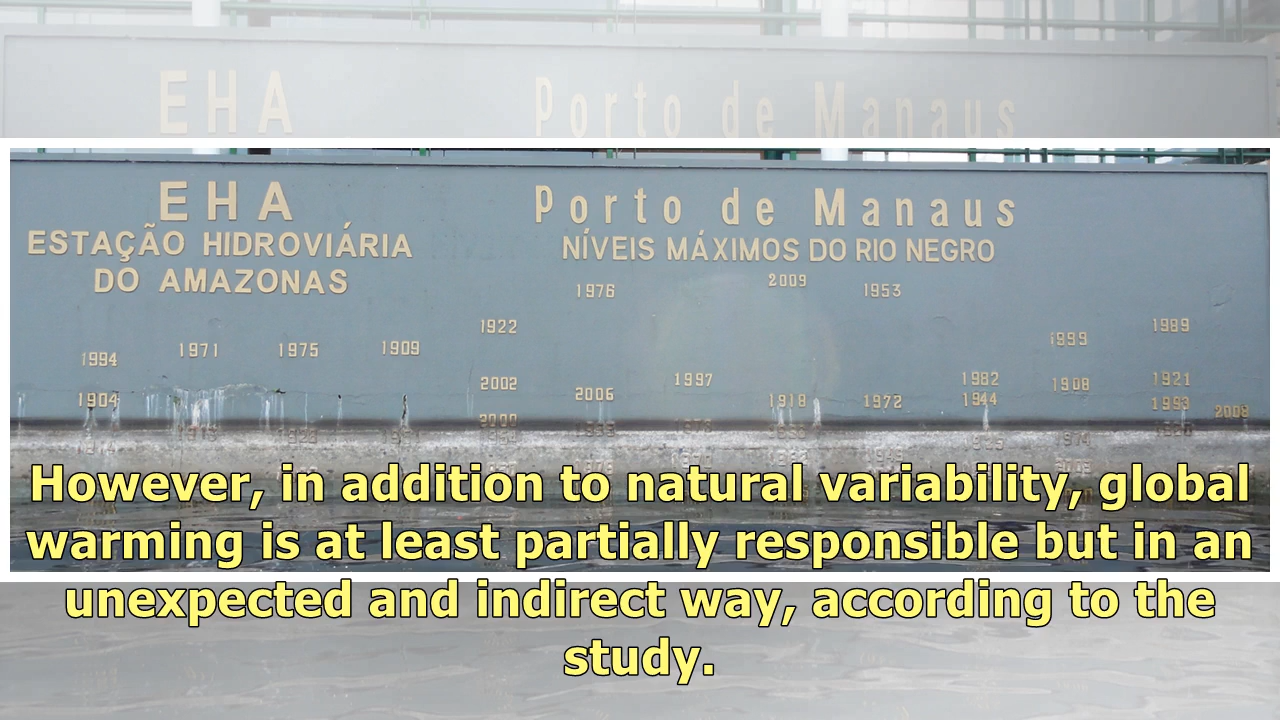 EHA
Porto de Manaus
EHA
Porto de Manaus
ESTAÇÃO HIDROVIÁRIA
DO AMAZONAS
NÍVEIS MÁXIMOS DO RIO NEGRO
1976 2009 1953
1922 1999 1989
1994 1971 1975 1909
2002 2006 1997 1982 1908 1921
1904 1918 1972 1944 1993 2008
2000
However, in addition to natural variability, global
warming is at least partially responsible but in an
unexpected and indirect way, according to the
study.